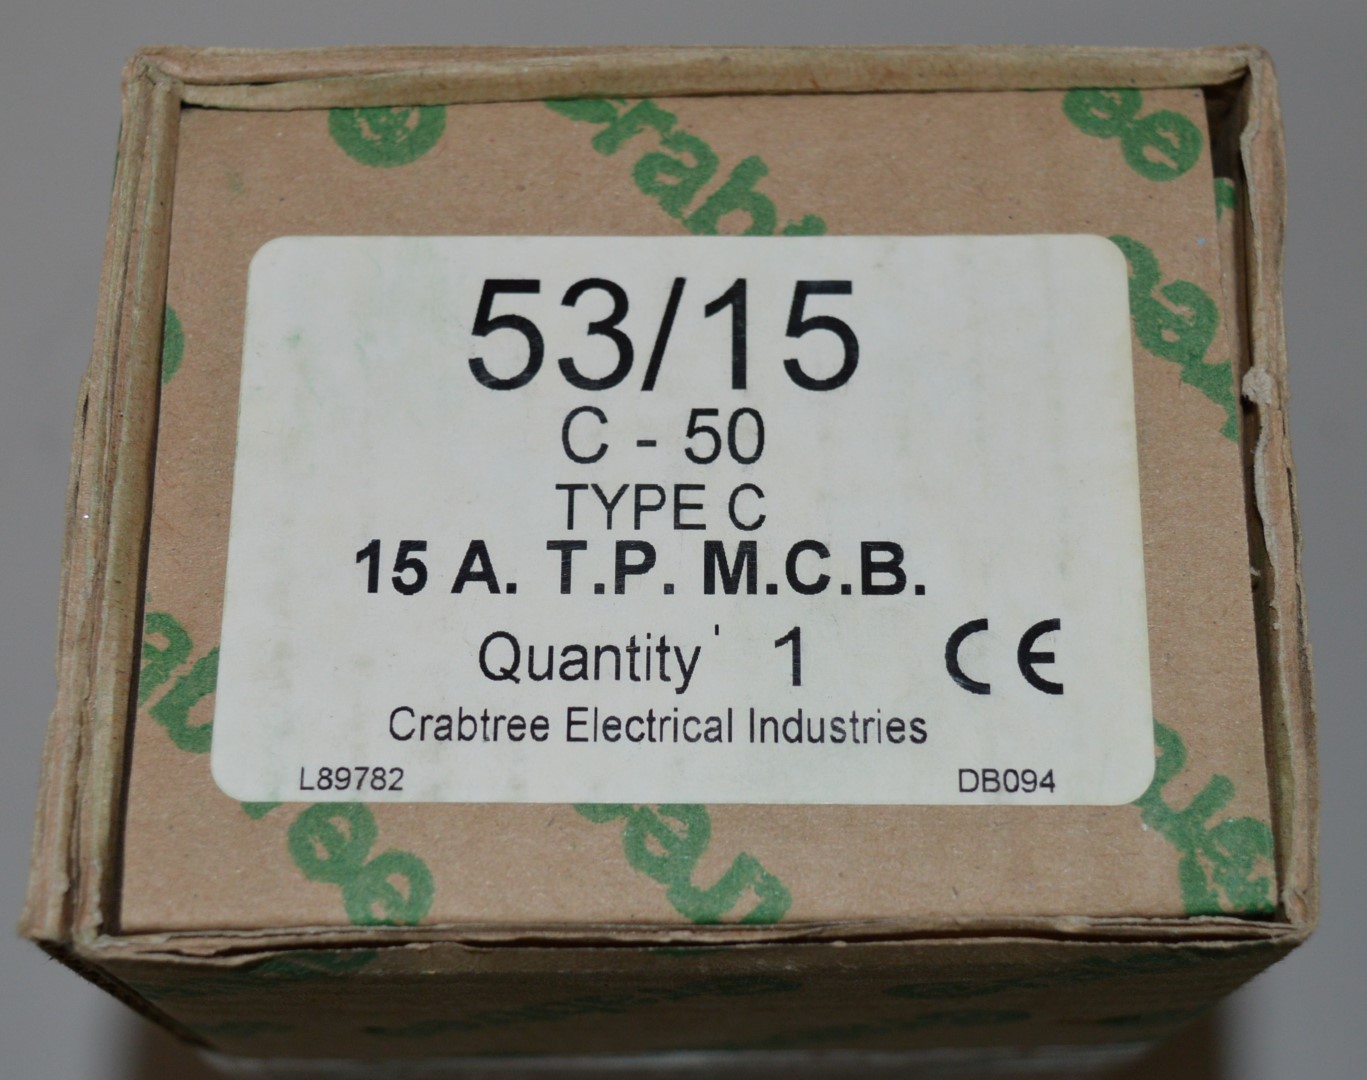 53/15
C - 50
TYPE C
15 A. T.P. M.C.B.
Quantity ' 1 CE
Crabtree Electrical Industries
L89782 DB094